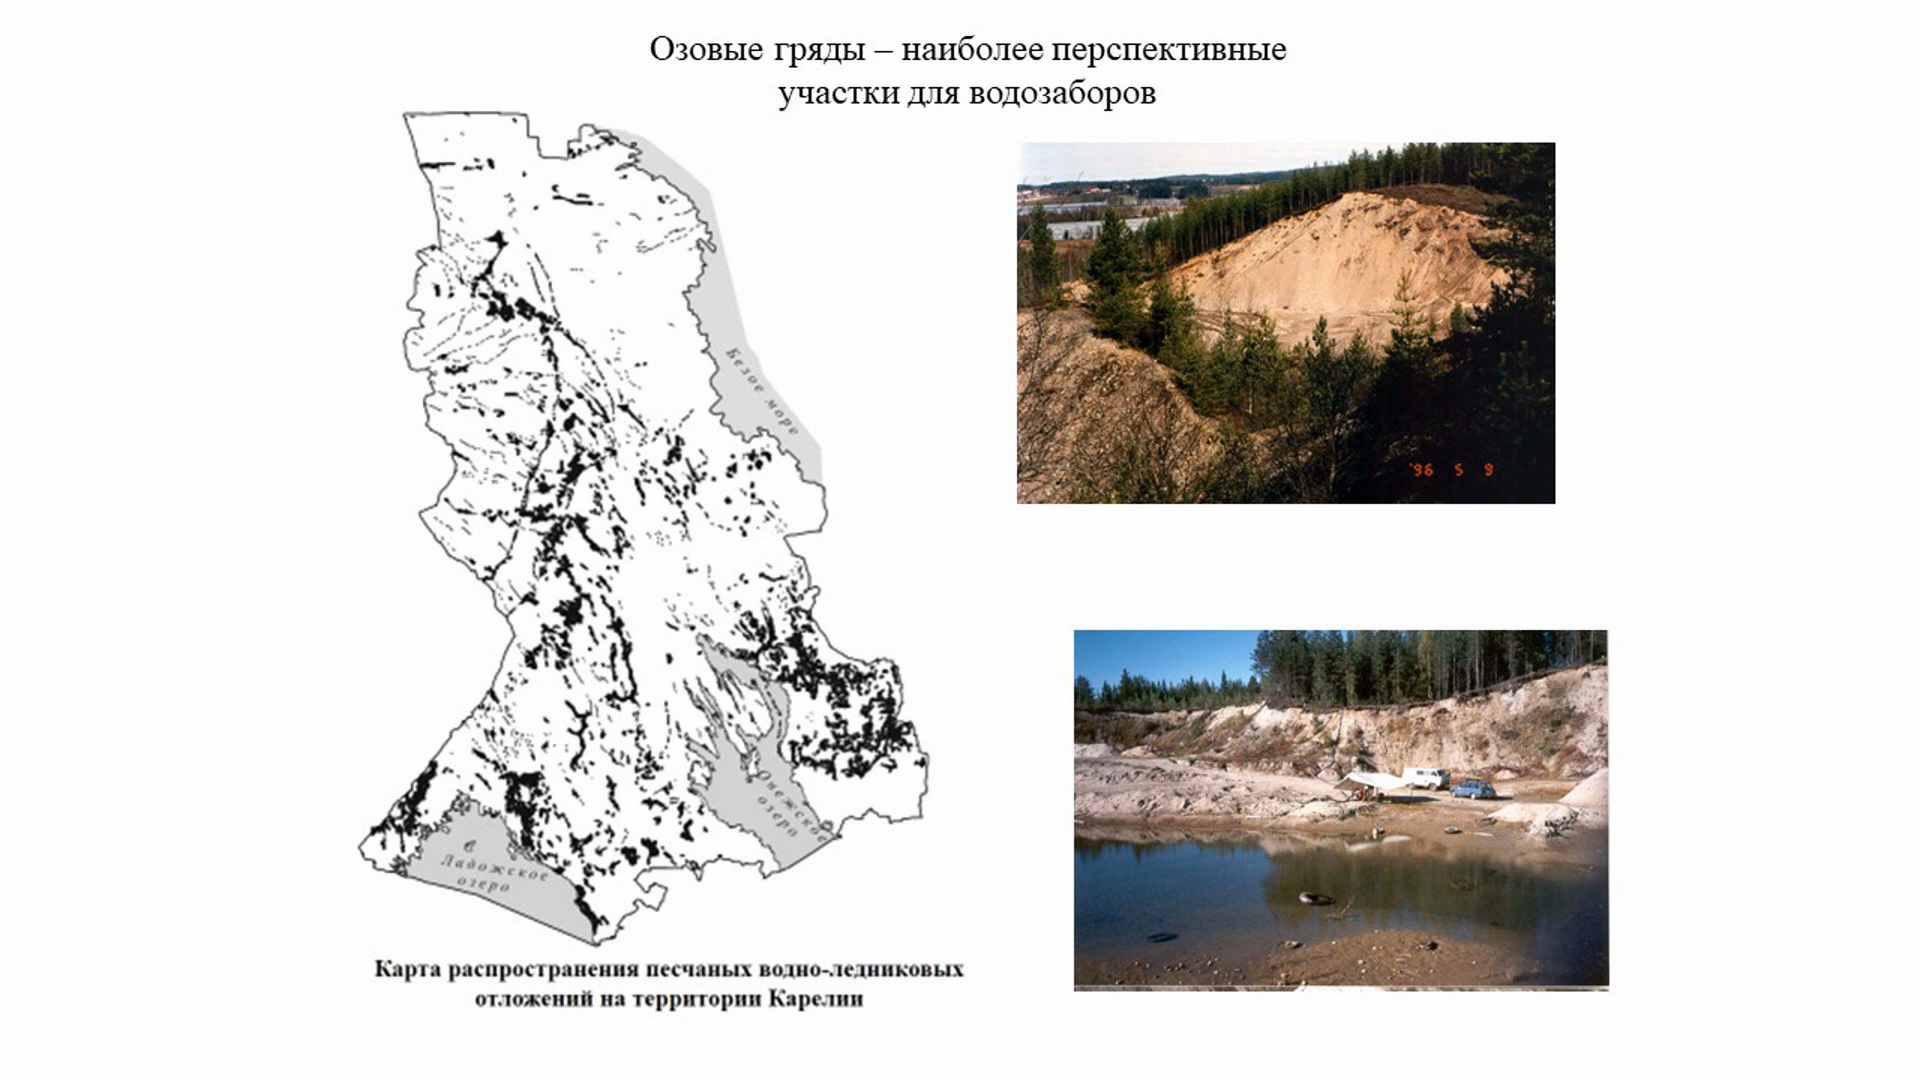 Озовые гряды – наиболее перспективные
участки для водозаборов
Безое море
'96 5 9
Онежское
озеро
Ладожское
озеро
Карта распространения песчаных водно-ледниковых
отложений на территории Карелии